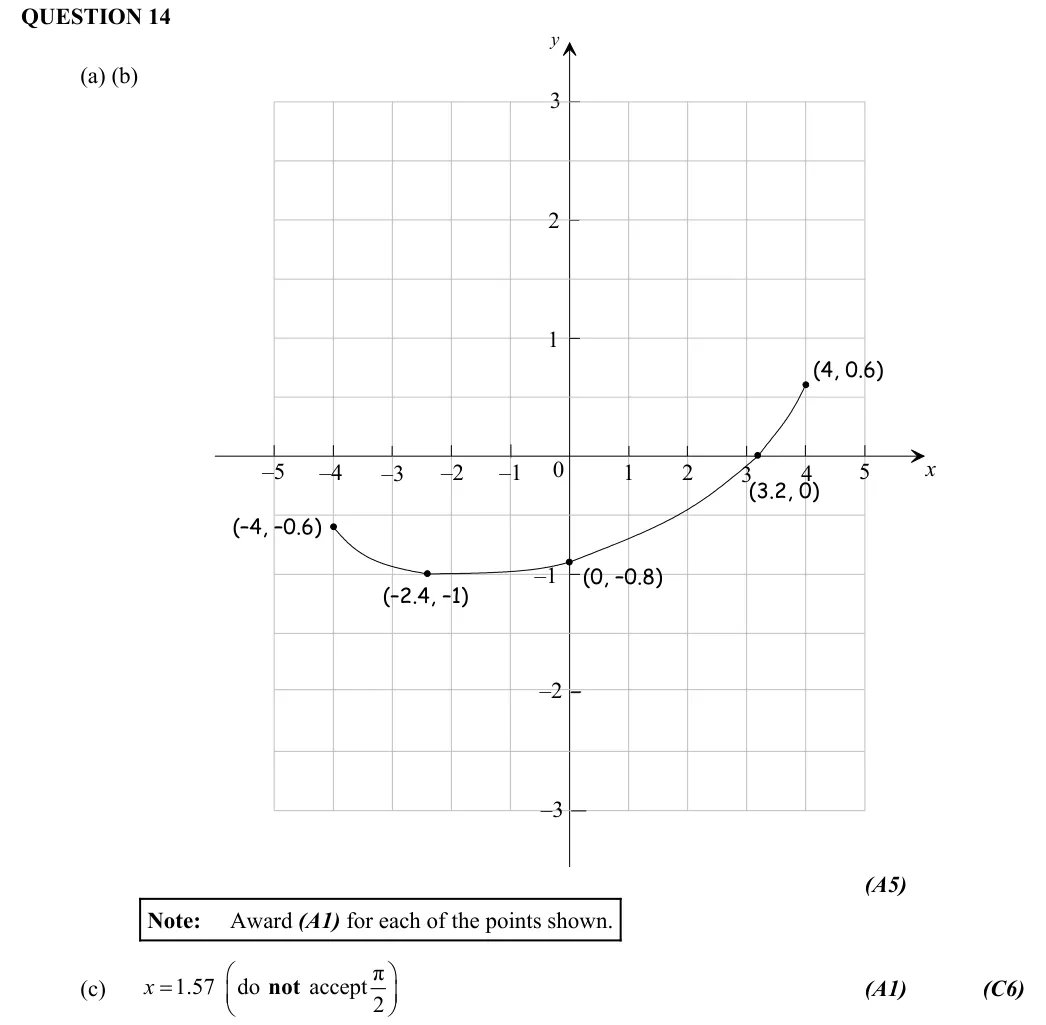 QUESTION 14
(a) (b)
y
3
2
1
(4, 0.6)
–5 –4 –3 –2 –1 0 1 2 3 4 5 x
(3.2, 0)
(-4, -0.6)
–1 (0, -0.8)
(-2.4, -1)
–2
–3
(A5)
Note: Award (A1) for each of the points shown.
(c) x = 1.57 (do not accept π/2) (A1) (C6)